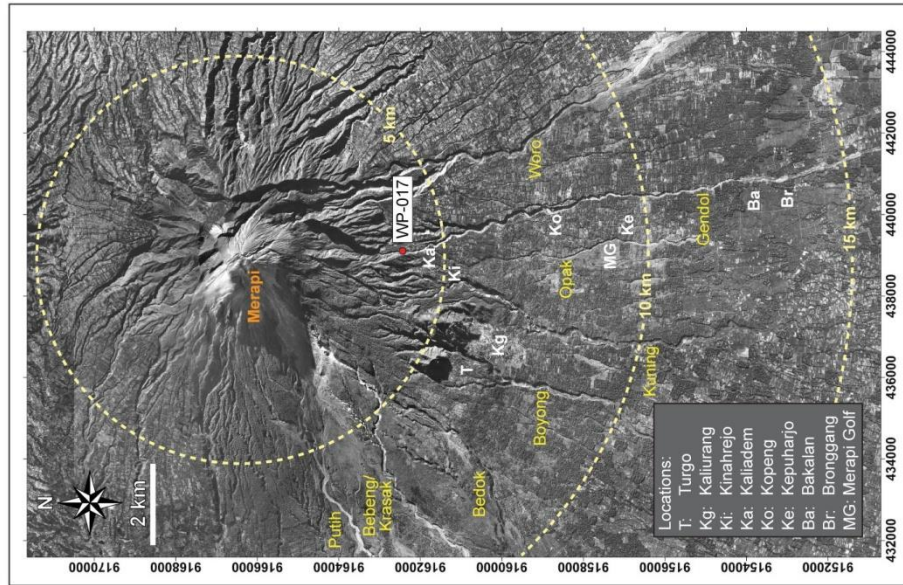 N
2 km
Merapi
5 km
WP-017
Putih
Bebeng/
Krasak
Bedok
Boyong
Kuning
Opak
Woro
Gendol
T
Kg
Ki
Ka
Ko
MG
Ke
Ba
Br
10 km
15 km
Locations:
T: Turgo
Kg: Kaliurang
Ki: Kinahrejo
Ka: Kaliadem
Ko: Kopeng
Ke: Kepuharjo
Ba: Bakalan
Br: Bronggang
MG: Merapi Golf
9170000
9168000
9166000
9164000
9162000
9160000
9158000
9156000
9154000
9152000
432000
434000
436000
438000
440000
442000
444000